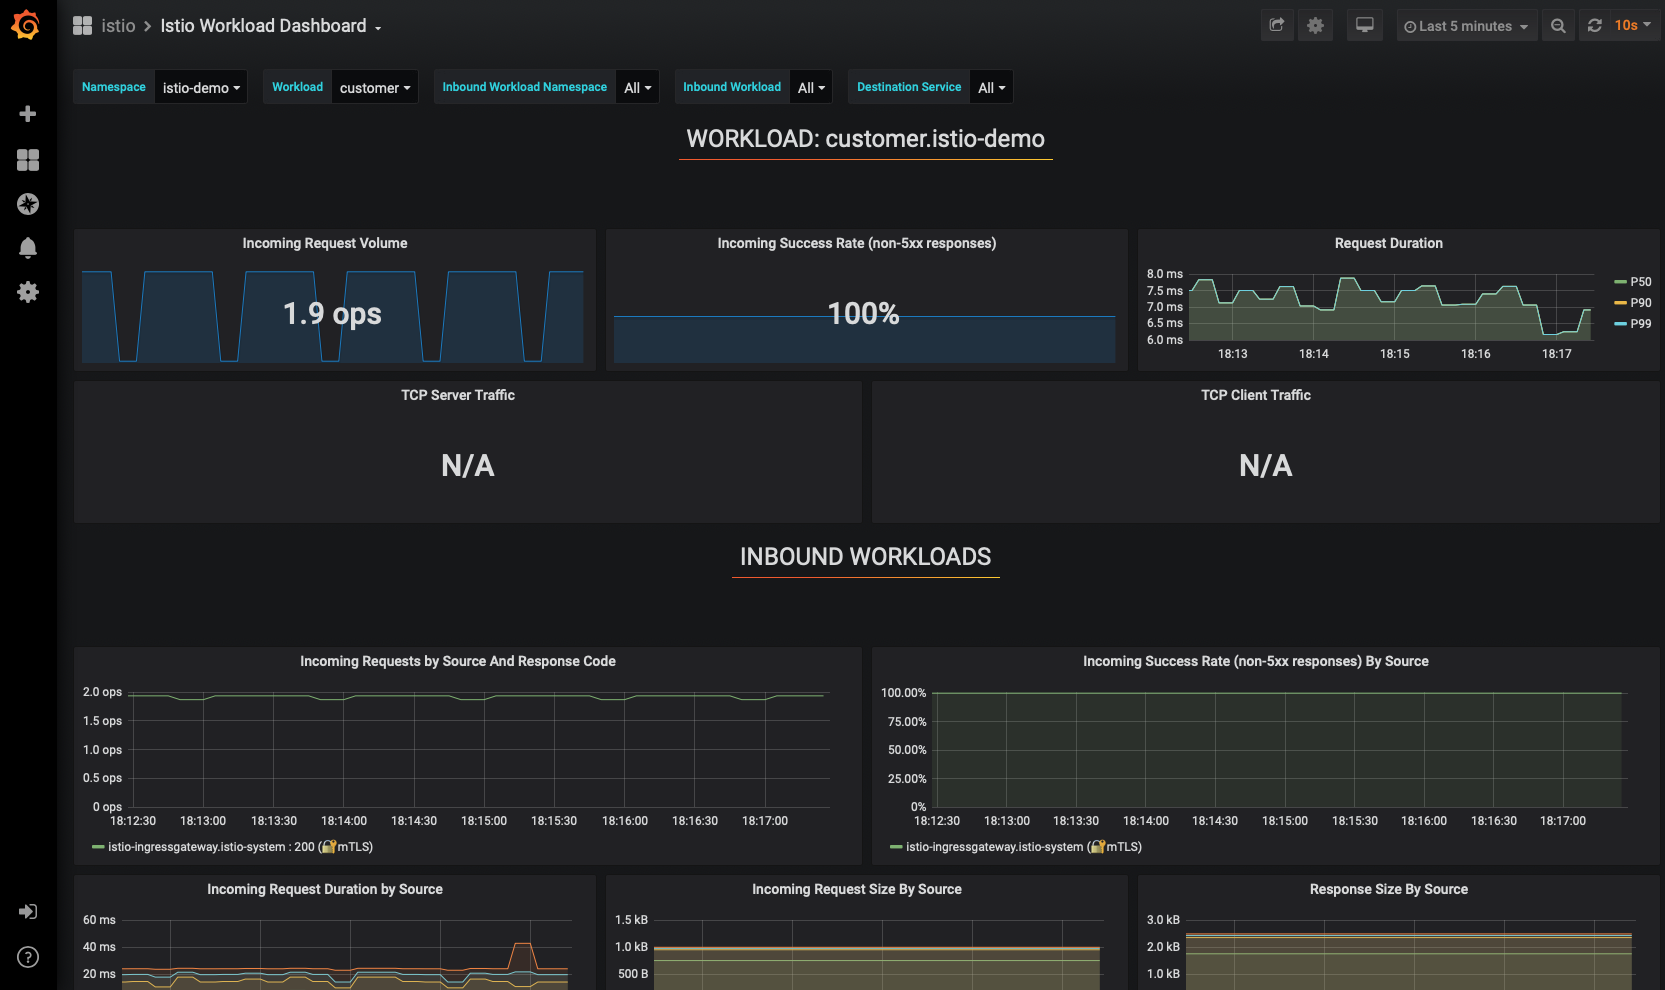 istio > Istio Workload Dashboard
Last 5 minutes
10s
Namespace istio-demo
Workload customer
Inbound Workload Namespace All
Inbound Workload All
Destination Service All
WORKLOAD: customer.istio-demo
Incoming Request Volume
1.9 ops
Incoming Success Rate (non-5xx responses)
100%
Request Duration
8.0 ms
7.5 ms
7.0 ms
6.5 ms
6.0 ms
18:13 18:14 18:15 18:16 18:17
P50
P90
P99
TCP Server Traffic
N/A
TCP Client Traffic
N/A
INBOUND WORKLOADS
Incoming Requests by Source And Response Code
2.0 ops
1.5 ops
1.0 ops
0.5 ops
0 ops
18:12:30 18:13:00 18:13:30 18:14:00 18:14:30 18:15:00 18:15:30 18:16:00 18:16:30 18:17:00
istio-ingressgateway.istio-system : 200 (🔐mTLS)
Incoming Success Rate (non-5xx responses) By Source
100.00%
75.00%
50.00%
25.00%
0%
18:12:30 18:13:00 18:13:30 18:14:00 18:14:30 18:15:00 18:15:30 18:16:00 18:16:30 18:17:00
istio-ingressgateway.istio-system (🔐mTLS)
Incoming Request Duration by Source
60 ms
40 ms
20 ms
Incoming Request Size By Source
1.5 kB
1.0 kB
500 B
Response Size By Source
3.0 kB
2.0 kB
1.0 kB